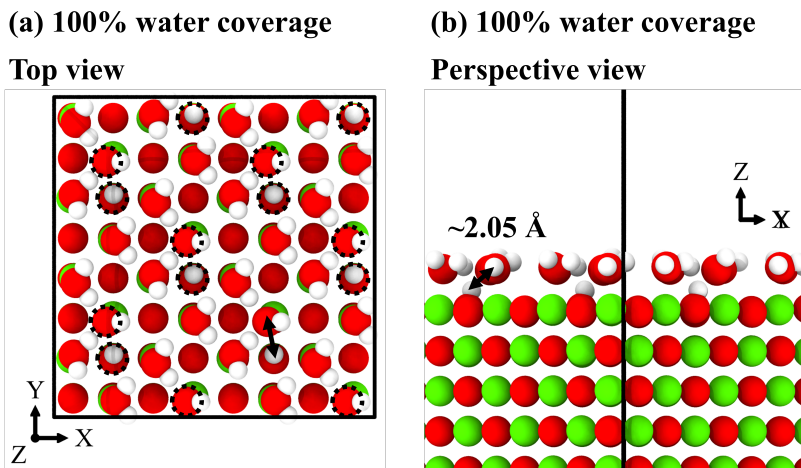 (a) 100% water coverage
Top view
Y
X
Z
(b) 100% water coverage
Perspective view
Z
~2.05 Å